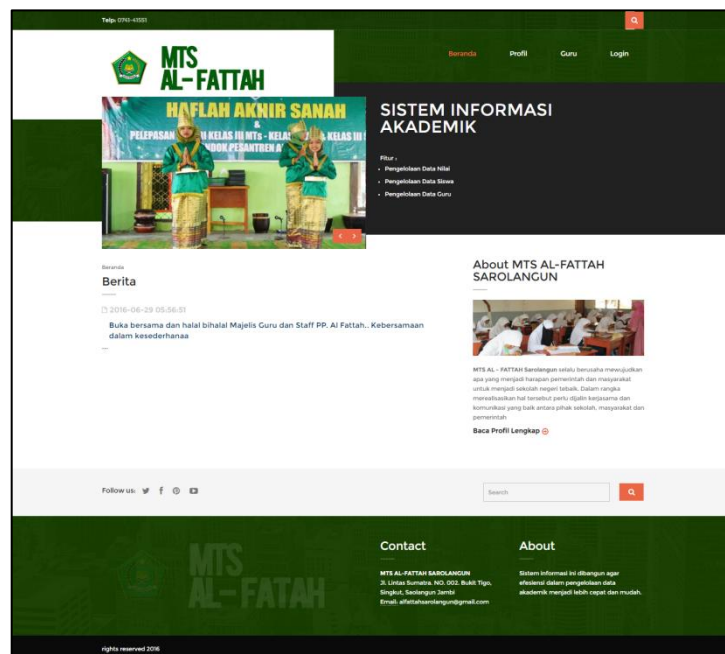 Telp: 0741-41551
MTS
AL-FATTAH
Beranda
Profil
Guru
Login
HAFLAH AKHIR SANAH
&
KELAS III MTs - KELAS
SISTEM INFORMASI
AKADEMIK
Fitur :
Pengelolaan Data Nilai
Pengelolaan Data Siswa
Pengelolaan Data Guru
Beranda
Berita
2016-06-29 05:56:51
Buka bersama dan halal bihalal Majelis Guru dan Staff PP. Al Fattah.. Kebersamaan
dalam kesederhanaa
...
About MTS AL-FATTAH
SAROLANGUN
MTS AL - FATTAH Sarolangun selalu berusaha mewujudkan
apa yang menjadi harapan pemerintah dan masyarakat
untuk menjadi sekolah negeri tebaik. Dalam rangka
merealisasikan hal tersebut perlu dijalin kerjasama dan
komunikasi yang baik antara pihak sekolah, masyarakat dan
pemerintah
Baca Profil Lengkap
Follow us:
Search
MTS
AL-FATTAH
Contact
MTS AL-FATTAH SAROLANGUN
Jl. Lintas Sumatra. NO. 002. Bukit Tigo,
Singkut, Saolangun Jambi
Email: alfattahsarolangun@gmail.com
About
Sistem informasi ini dibangun agar
efesiensi dalam pengelolaan data
akademik menjadi lebih cepat dan mudah.
rights reserved 2016